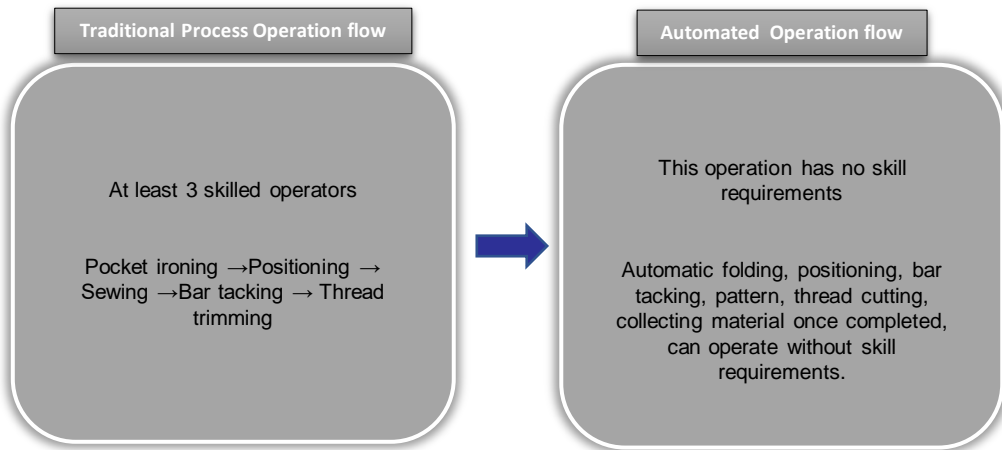 Traditional Process Operation flow
At least 3 skilled operators
Pocket ironing →Positioning →
Sewing →Bar tacking → Thread
trimming
Automated Operation flow
This operation has no skill
requirements
Automatic folding, positioning, bar
tacking, pattern, thread cutting,
collecting material once completed,
can operate without skill
requirements.